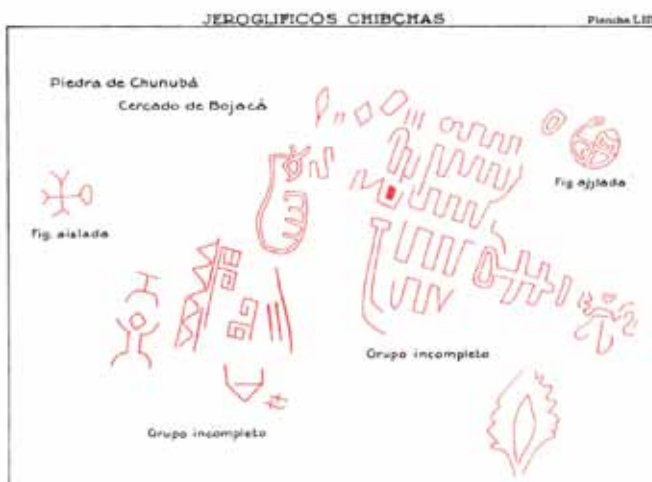 JEROGLIFICOS CHIBCHAS
Plancha LIII
Piedra de Chunubá
Cercado de Bojacá
Fig. aislada
Fig. aislada
Grupo incompleto
Grupo incompleto